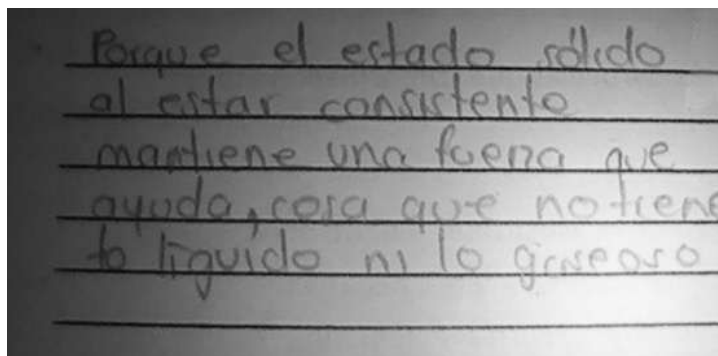 Porque el estado sólido
al estar consistente
mantiene una fuerza que
ayuda, cosa que no tiene
lo líquido ni lo gaseoso